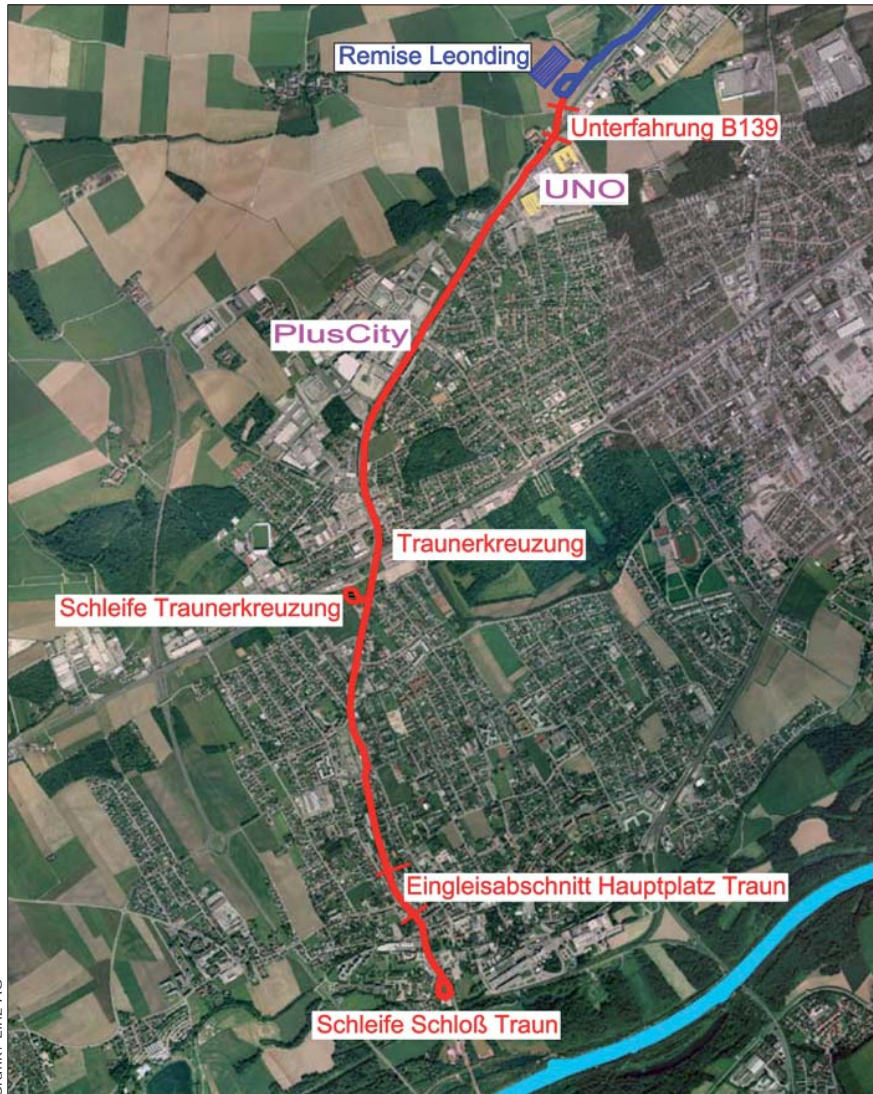 Remise Leonding
Unterfahrung B139
UNO
PlusCity
Traunerkreuzung
Schleife Traunerkreuzung
Eingleisabschnitt Hauptplatz Traun
Schleife Schloß Traun